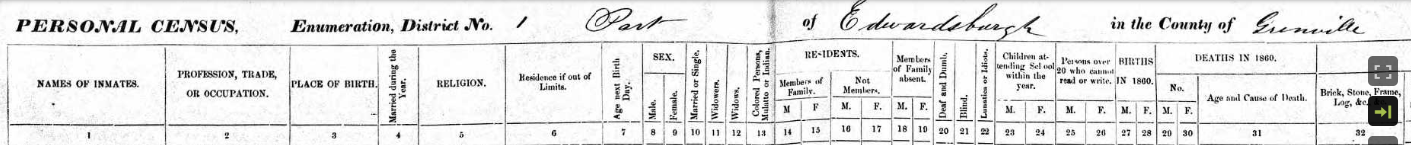 PERSONAL CENSUS, Enumeration, District No. 1 Part of Edwardsburgh in the County of Grenville
NAMES OF INMATES.
1
PROFESSION, TRADE, OR OCCUPATION.
2
PLACE OF BIRTH.
3
Married during the Year.
4
RELIGION.
5
Residence if out of Limits.
6
Age next Birth Day.
7
SEX.
Male.
8
Female.
9
Married or Single.
10
Widowers.
11
Widows.
12
Colored Persons, Mulatto or Indian.
13
RESIDENTS.
Members of Family.
M
14
F
15
Not Members.
M.
16
F.
17
Members of Family absent.
M.
18
F.
19
Deaf and Dumb.
20
Blind.
21
Lunatics or Idiots.
22
Children attending School within the year.
M.
23
F.
24
Persons over 20 who cannot read or write.
M.
25
F.
26
BIRTHS IN 1860.
M.
27
F.
28
DEATHS IN 1860.
No.
M.
29
F.
30
Age and Cause of Death.
31
Brick, Stone, Frame, Log, &c.
32